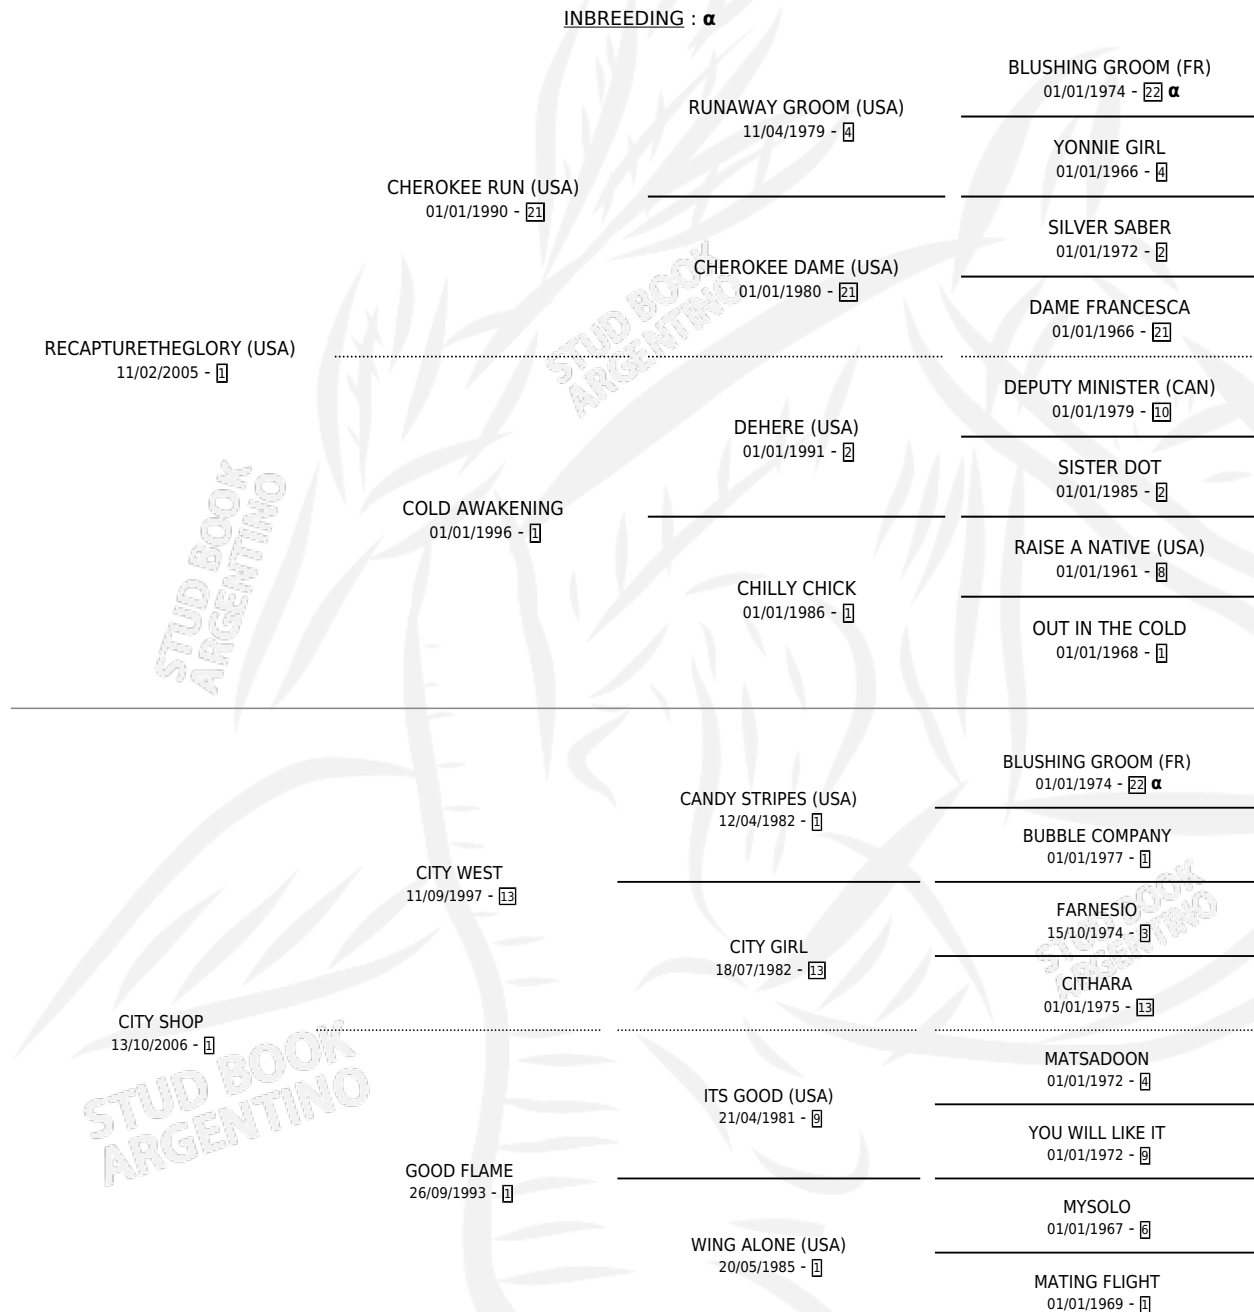 INBREEDING : α
BLUSHING GROOM (FR)
01/01/1974 - 22 α
RUNAWAY GROOM (USA)
11/04/1979 - 4
YONNIE GIRL
01/01/1966 - 4
CHEROKEE RUN (USA)
01/01/1990 - 21
SILVER SABER
01/01/1972 - 2
CHEROKEE DAME (USA)
01/01/1980 - 21
DAME FRANCESCA
01/01/1966 - 21
RECAPTURETHEGLORY (USA)
11/02/2005 - 1
DEPUTY MINISTER (CAN)
01/01/1979 - 10
DEHERE (USA)
01/01/1991 - 2
SISTER DOT
01/01/1985 - 2
COLD AWAKENING
01/01/1996 - 1
RAISE A NATIVE (USA)
01/01/1961 - 8
CHILLY CHICK
01/01/1986 - 1
OUT IN THE COLD
01/01/1968 - 1
BLUSHING GROOM (FR)
01/01/1974 - 22 α
CANDY STRIPES (USA)
12/04/1982 - 1
BUBBLE COMPANY
01/01/1977 - 1
CITY WEST
11/09/1997 - 13
FARNESIO
15/10/1974 - 3
CITY GIRL
18/07/1982 - 13
CITHARA
01/01/1975 - 13
CITY SHOP
13/10/2006 - 1
MATSADOON
01/01/1972 - 4
ITS GOOD (USA)
21/04/1981 - 9
YOU WILL LIKE IT
01/01/1972 - 9
GOOD FLAME
26/09/1993 - 1
MYSOLO
01/01/1967 - 6
WING ALONE (USA)
20/05/1985 - 1
MATING FLIGHT
01/01/1969 - 1
STUD BOOK
ARGENTINO
STUD BOOK
ARGENTINO
STUD BOOK
ARGENTINO
STUD BOOK
ARGENTINO